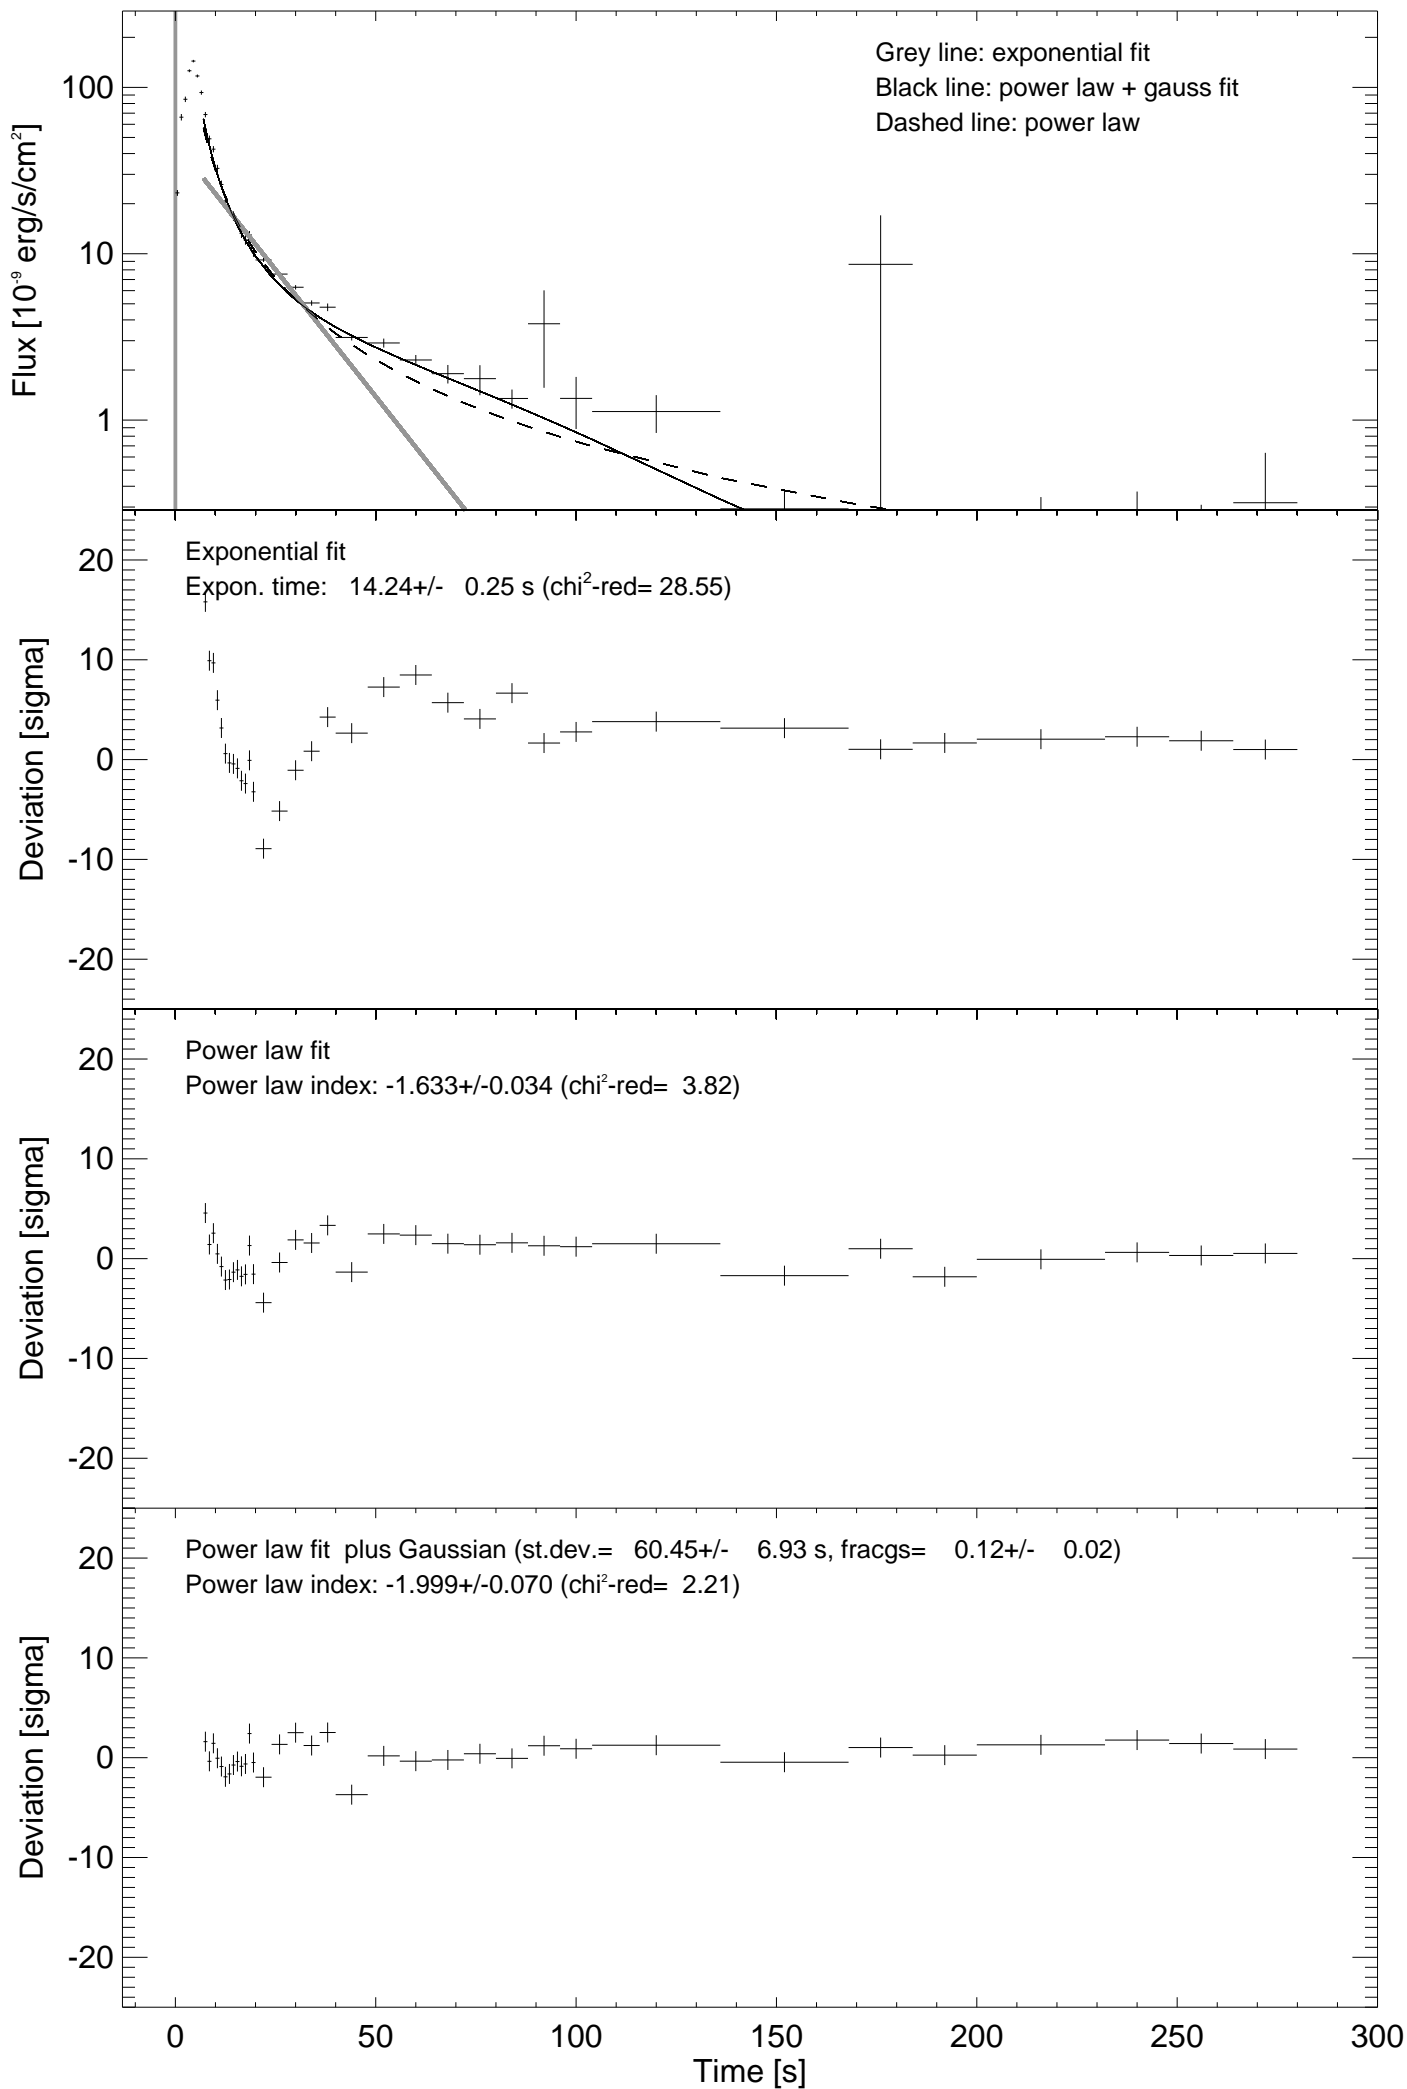 Grey line: exponential fit
Black line: power law + gauss fit
Dashed line: power law
100
10
1
Flux [10⁻⁹ erg/s/cm²]
Exponential fit
Expon. time: 14.24+/- 0.25 s (chi²-red= 28.55)
20
10
0
-10
-20
Deviation [sigma]
Power law fit
Power law index: -1.633+/-0.034 (chi²-red= 3.82)
20
10
0
-10
-20
Deviation [sigma]
Power law fit plus Gaussian (st.dev.= 60.45+/- 6.93 s, fracgs= 0.12+/- 0.02)
Power law index: -1.999+/-0.070 (chi²-red= 2.21)
20
10
0
-10
-20
Deviation [sigma]
0 50 100 150 200 250 300
Time [s]